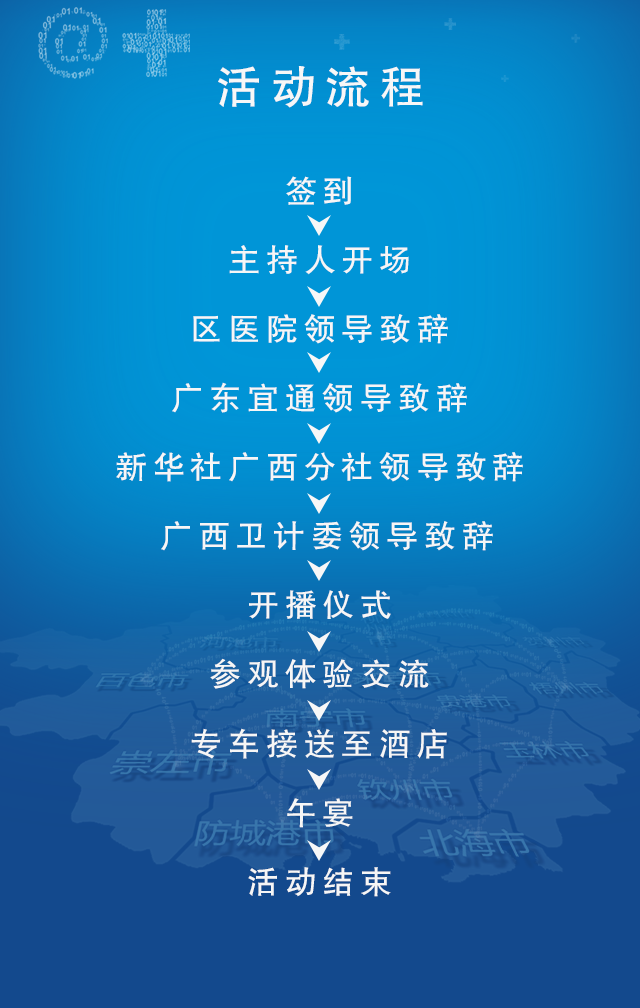 活动流程
签到
主持人开场
区医院领导致辞
广东宜通领导致辞
新华社广西分社领导致辞
广西卫计委领导致辞
开播仪式
百色市
参观体验交流
贵港市
梧州市
南宁市
专车接送至酒店
崇左市
玉林市
钦州市
午宴
防城港市
北海市
活动结束